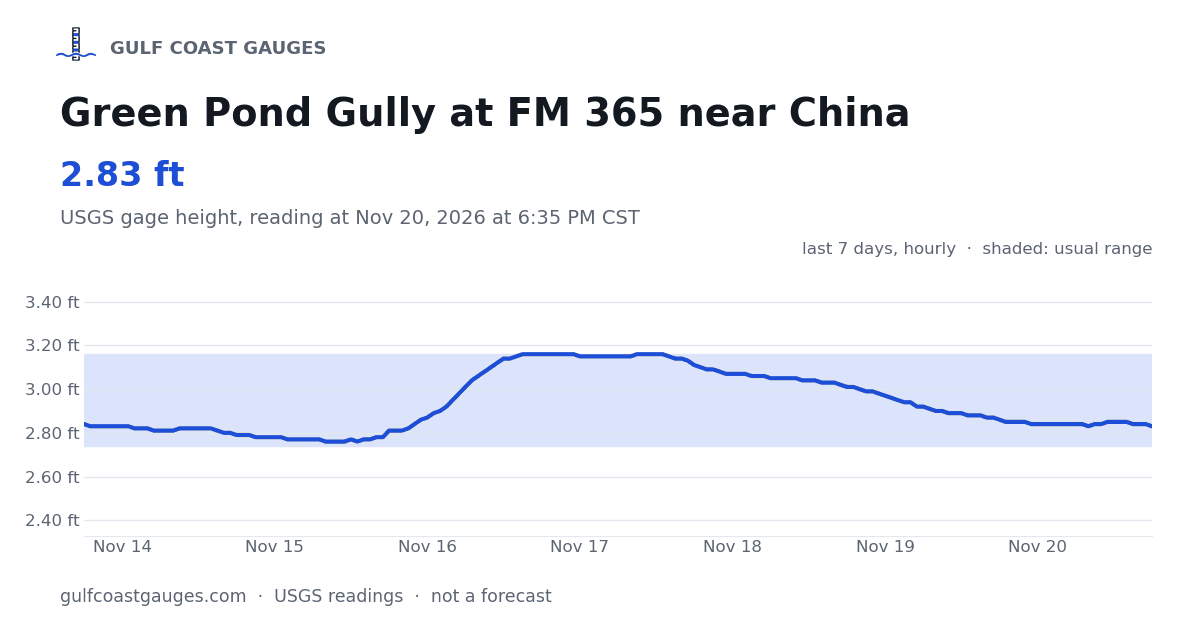 GULF COAST GAUGES
Green Pond Gully at FM 365 near China
2.83 ft
USGS gage height, reading at Nov 20, 2026 at 6:35 PM CST
last 7 days, hourly · shaded: usual range
3.40 ft
3.20 ft
3.00 ft
2.80 ft
2.60 ft
2.40 ft
Nov 14 Nov 15 Nov 16 Nov 17 Nov 18 Nov 19 Nov 20
gulfcoastgauges.com · USGS readings · not a forecast